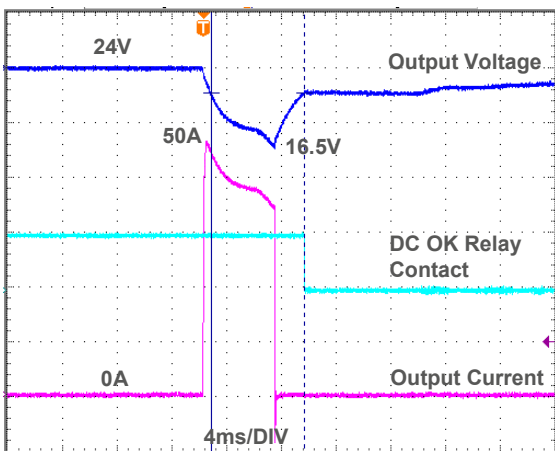 T
24V
Output Voltage
50A
16.5V
DC OK Relay
Contact
0A
Output Current
4ms/DIV